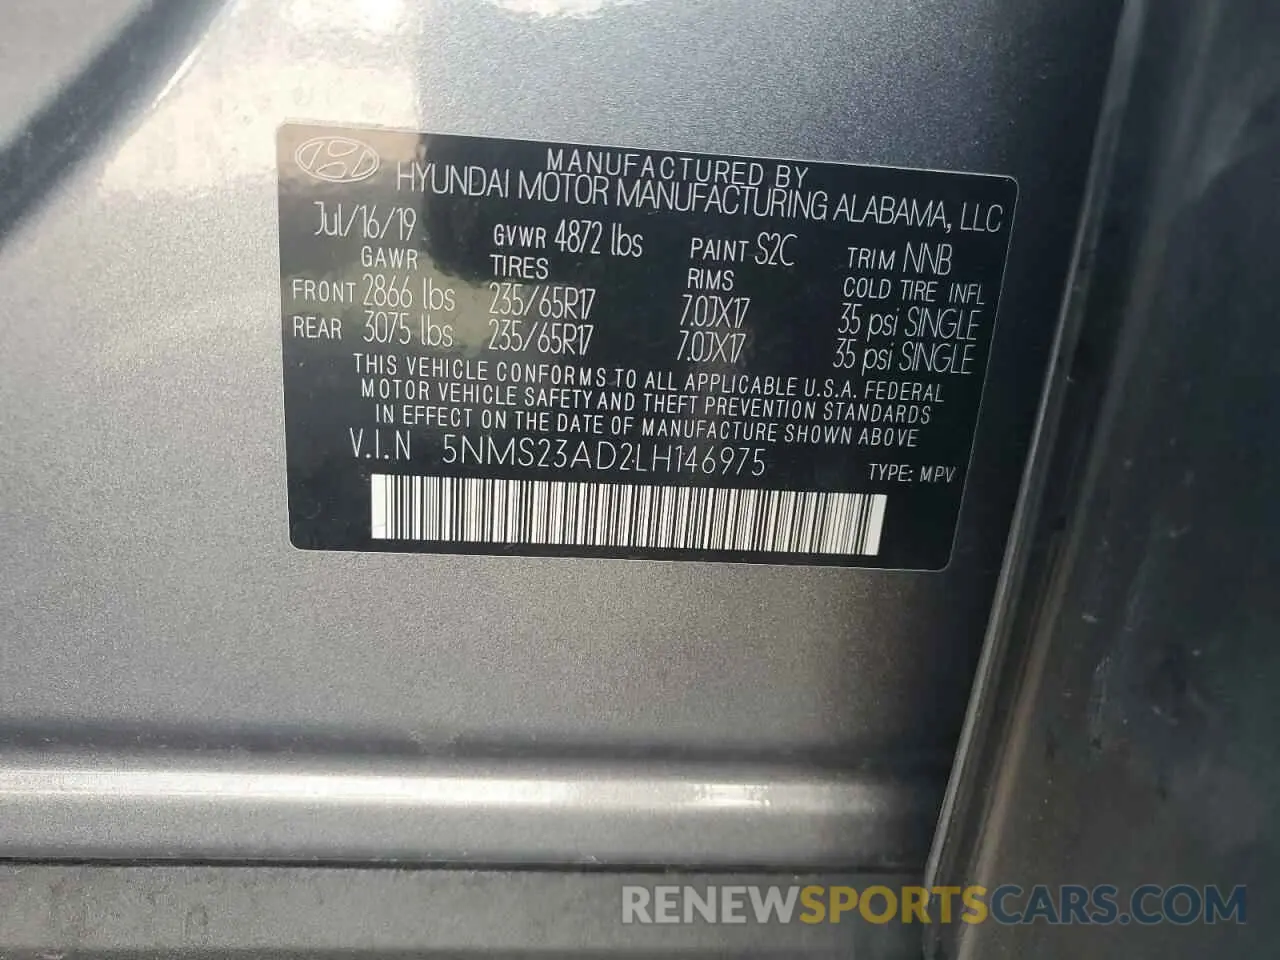 MANUFACTURED BY
HYUNDAI MOTOR MANUFACTURING ALABAMA, LLC
Jul/16/19 GVWR 4872 lbs PAINT S2C TRIM NNB
GAWR TIRES RIMS COLD TIRE INFL
FRONT 2866 lbs 235/65R17 7.0JX17 35 psi SINGLE
REAR 3075 lbs 235/65R17 7.0JX17 35 psi SINGLE
THIS VEHICLE CONFORMS TO ALL APPLICABLE U.S.A. FEDERAL
MOTOR VEHICLE SAFETY AND THEFT PREVENTION STANDARDS
IN EFFECT ON THE DATE OF MANUFACTURE SHOWN ABOVE
V.I.N 5NMS23AD2LH146975 TYPE: MPV
RENEWSPORTSCARS.COM